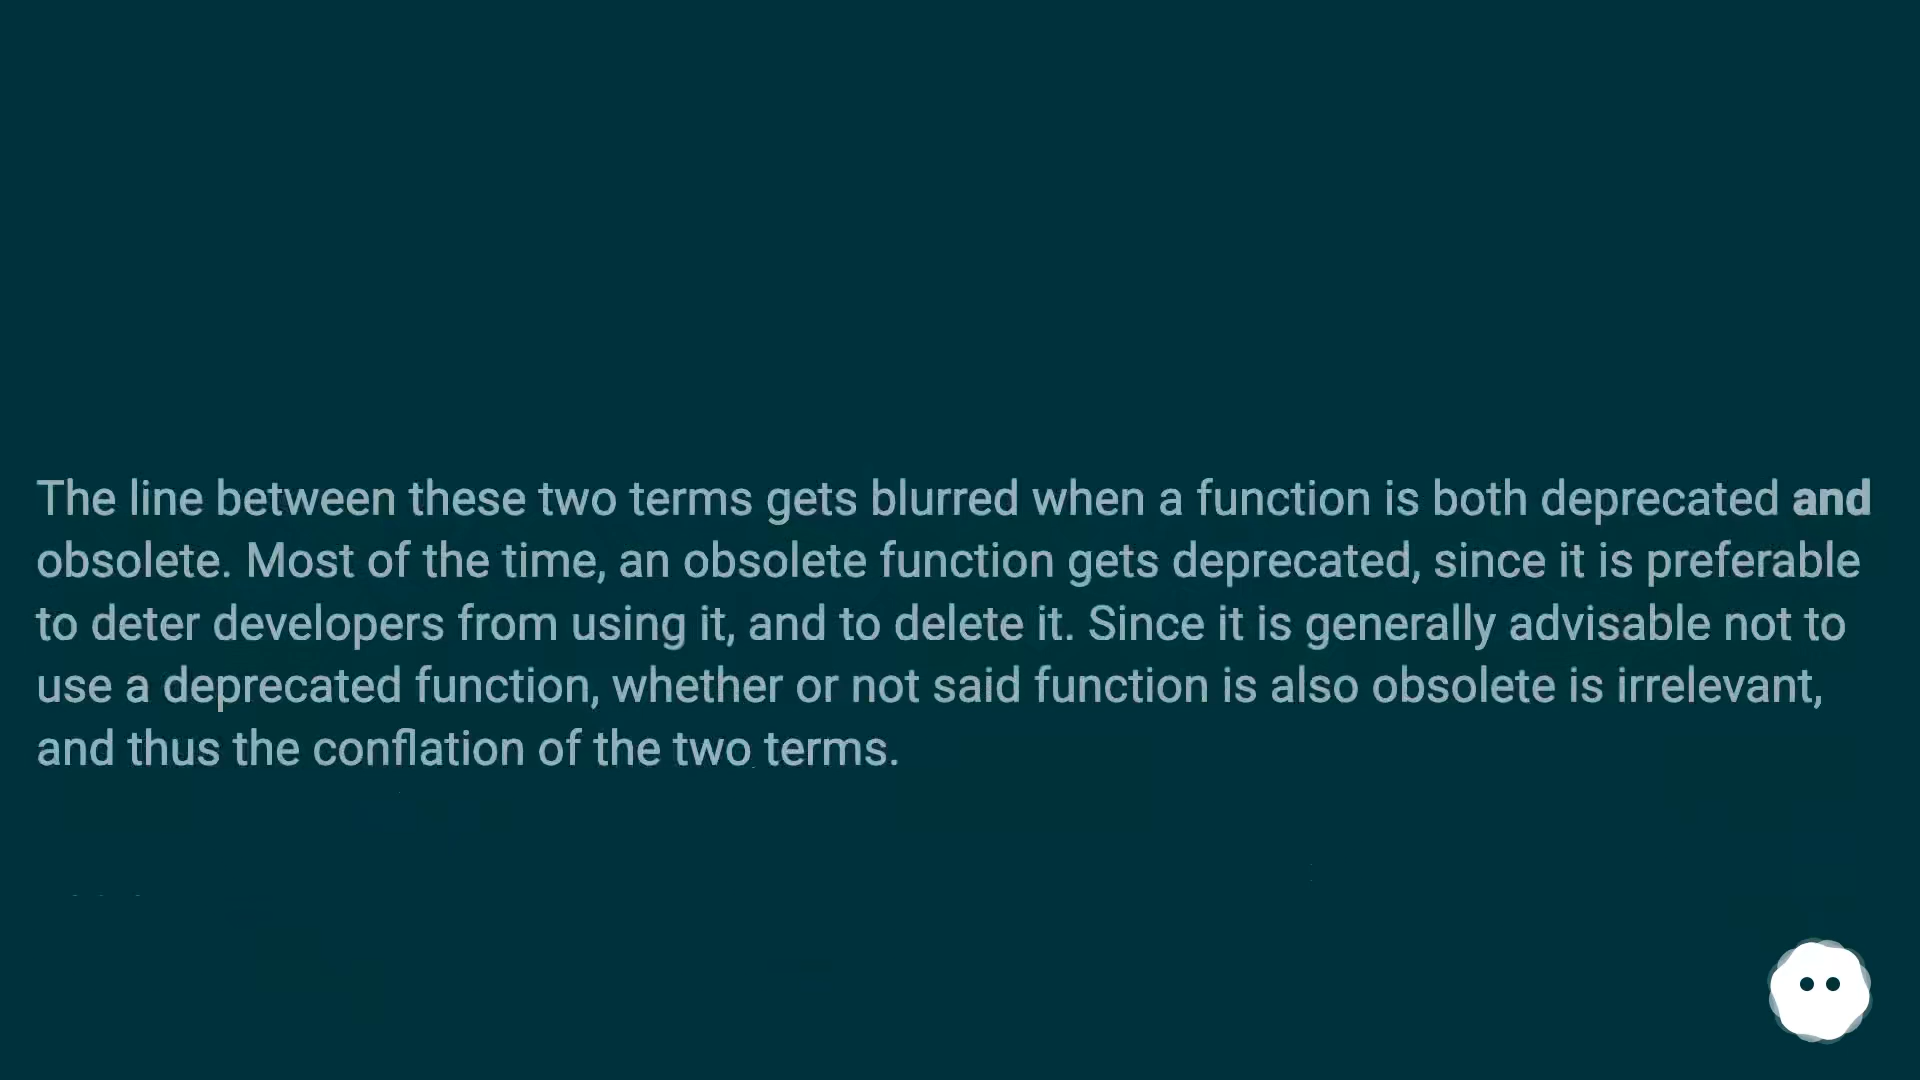 The line between these two terms gets blurred when a function is both deprecated and
obsolete. Most of the time, an obsolete function gets deprecated, since it is preferable
to deter developers from using it, and to delete it. Since it is generally advisable not to
use a deprecated function, whether or not said function is also obsolete is irrelevant,
and thus the conflation of the two terms.